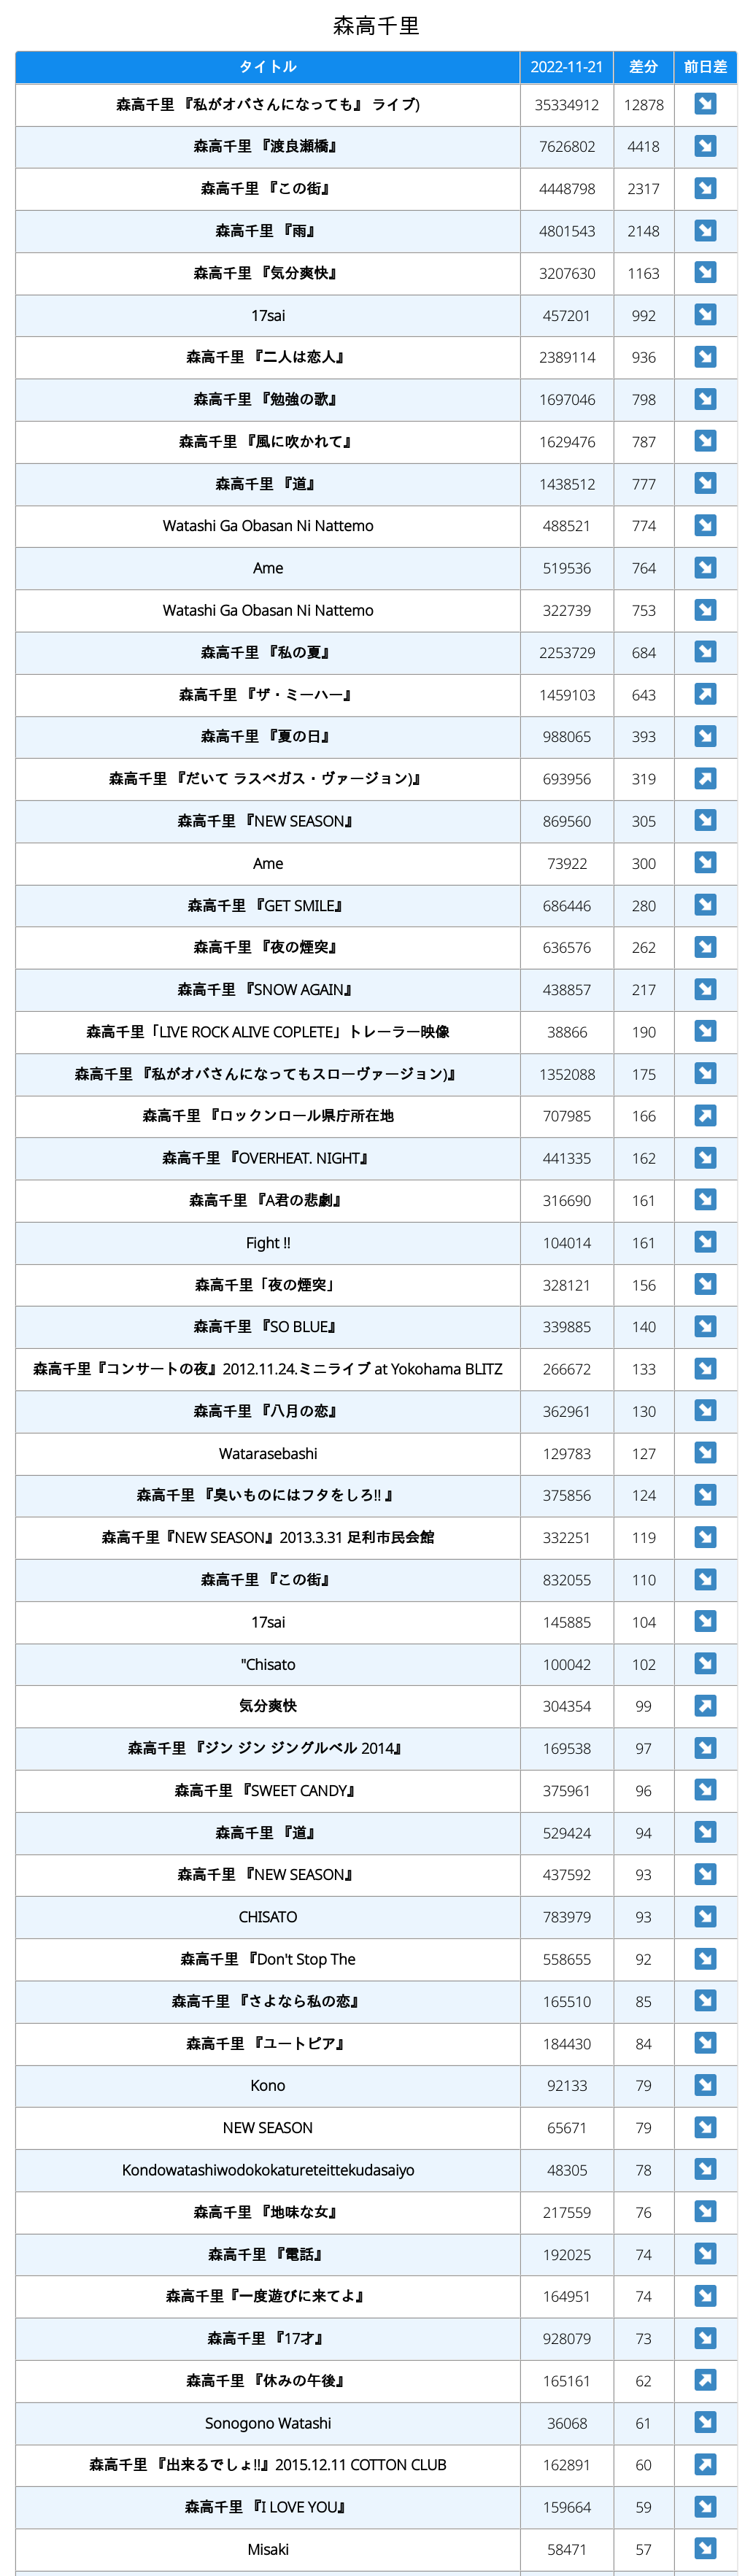 森高千里
タイトル 2022-11-21 差分 前日差
森高千里 『私がオバさんになっても』 ライブ) 35334912 12878 ↘
森高千里 『渡良瀬橋』 7626802 4418 ↘
森高千里 『この街』 4448798 2317 ↘
森高千里 『雨』 4801543 2148 ↘
森高千里 『気分爽快』 3207630 1163 ↘
17sai 457201 992 ↘
森高千里 『二人は恋人』 2389114 936 ↘
森高千里 『勉強の歌』 1697046 798 ↘
森高千里 『風に吹かれて』 1629476 787 ↘
森高千里 『道』 1438512 777 ↘
Watashi Ga Obasan Ni Nattemo 488521 774 ↘
Ame 519536 764 ↘
Watashi Ga Obasan Ni Nattemo 322739 753 ↘
森高千里 『私の夏』 2253729 684 ↘
森高千里 『ザ・ミーハー』 1459103 643 ↗
森高千里 『夏の日』 988065 393 ↘
森高千里 『だいて ラスベガス・ヴァージョン)』 693956 319 ↗
森高千里 『NEW SEASON』 869560 305 ↘
Ame 73922 300 ↘
森高千里 『GET SMILE』 686446 280 ↘
森高千里 『夜の煙突』 636576 262 ↘
森高千里 『SNOW AGAIN』 438857 217 ↘
森高千里「LIVE ROCK ALIVE COPLETE」トレーラー映像 38866 190 ↘
森高千里 『私がオバさんになってもスローヴァージョン)』 1352088 175 ↘
森高千里 『ロックンロール県庁所在地 707985 166 ↗
森高千里 『OVERHEAT. NIGHT』 441335 162 ↘
森高千里 『A君の悲劇』 316690 161 ↘
Fight !! 104014 161 ↘
森高千里「夜の煙突」 328121 156 ↘
森高千里 『SO BLUE』 339885 140 ↘
森高千里『コンサートの夜』2012.11.24.ミニライブ at Yokohama BLITZ 266672 133 ↘
森高千里 『八月の恋』 362961 130 ↘
Watarasebashi 129783 127 ↘
森高千里 『臭いものにはフタをしろ!! 』 375856 124 ↘
森高千里『NEW SEASON』2013.3.31 足利市民会館 332251 119 ↘
森高千里 『この街』 832055 110 ↘
17sai 145885 104 ↘
"Chisato 100042 102 ↘
気分爽快 304354 99 ↗
森高千里 『ジン ジン ジングルベル 2014』 169538 97 ↘
森高千里 『SWEET CANDY』 375961 96 ↘
森高千里 『道』 529424 94 ↘
森高千里 『NEW SEASON』 437592 93 ↘
CHISATO 783979 93 ↘
森高千里 『Don't Stop The 558655 92 ↘
森高千里 『さよなら私の恋』 165510 85 ↘
森高千里 『ユートピア』 184430 84 ↘
Kono 92133 79 ↘
NEW SEASON 65671 79 ↘
Kondowatashiwodokokatureteittekudasaiyo 48305 78 ↘
森高千里 『地味な女』 217559 76 ↘
森高千里 『電話』 192025 74 ↘
森高千里『一度遊びに来てよ』 164951 74 ↘
森高千里 『17才』 928079 73 ↘
森高千里 『休みの午後』 165161 62 ↗
Sonogono Watashi 36068 61 ↘
森高千里 『出来るでしょ!!』2015.12.11 COTTON CLUB 162891 60 ↗
森高千里 『I LOVE YOU』 159664 59 ↘
Misaki 58471 57 ↘